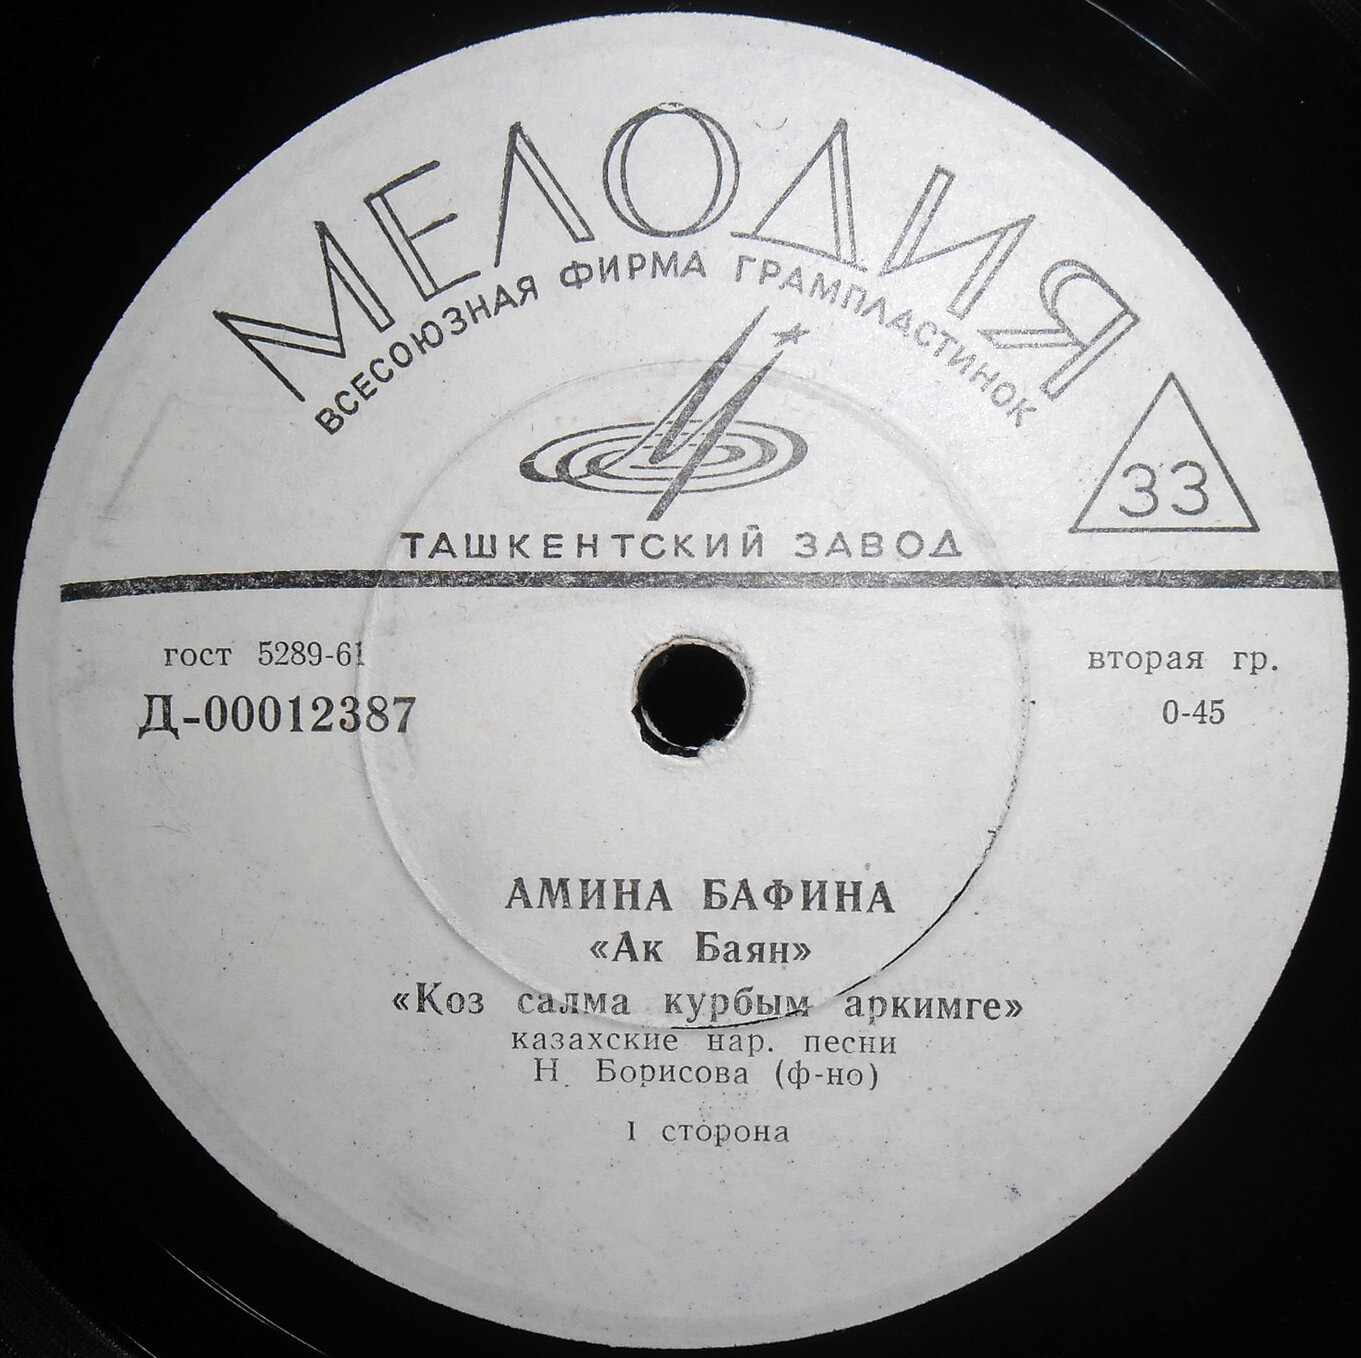 МЕЛОДИЯ
ВСЕСОЮЗНАЯ ФИРМА ГРАМПЛАСТИНОК
33
ТАШКЕНТСКИЙ ЗАВОД
гост 5289-61
вторая гр.
Д-00012387
0-45
АМИНА БАФИНА
«Ак Баян»
«Коз салма курбым аркимге»
казахские нар. песни
Н. Борисова (ф-но)
I сторона